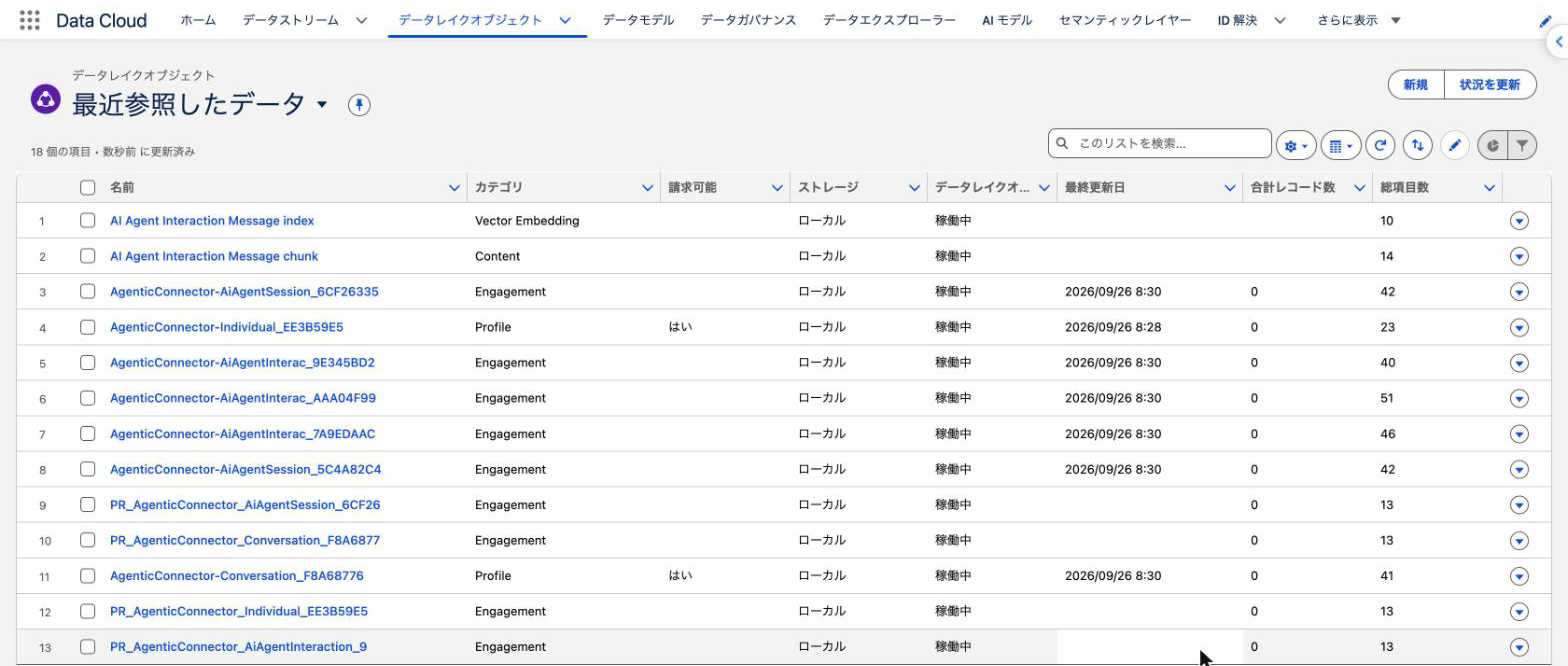 Data Cloud ホーム データストリーム データレイクオブジェクト データモデル データガバナンス データエクスプローラー AI モデル セマンティックレイヤー ID 解決 さらに表示
データレイクオブジェクト
最近参照したデータ
新規 状況を更新
18 個の項目・数秒前 に更新済み
このリストを検索...
名前 カテゴリ 請求可能 ストレージ データレイクオ... 最終更新日 合計レコード数 総項目数
1 AI Agent Interaction Message index Vector Embedding ローカル 稼働中 10
2 AI Agent Interaction Message chunk Content ローカル 稼働中 14
3 AgenticConnector-AiAgentSession_6CF26335 Engagement ローカル 稼働中 2026/09/26 8:30 0 42
4 AgenticConnector-Individual_EE3B59E5 Profile はい ローカル 稼働中 2026/09/26 8:28 0 23
5 AgenticConnector-AiAgentInterac_9E345BD2 Engagement ローカル 稼働中 2026/09/26 8:30 0 40
6 AgenticConnector-AiAgentInterac_AAA04F99 Engagement ローカル 稼働中 2026/09/26 8:30 0 51
7 AgenticConnector-AiAgentInterac_7A9EDAAC Engagement ローカル 稼働中 2026/09/26 8:30 0 46
8 AgenticConnector-AiAgentSession_5C4A82C4 Engagement ローカル 稼働中 2026/09/26 8:30 0 42
9 PR_AgenticConnector_AiAgentSession_6CF26 Engagement ローカル 稼働中 0 13
10 PR_AgenticConnector_Conversation_F8A6877 Engagement ローカル 稼働中 0 13
11 AgenticConnector-Conversation_F8A68776 Profile はい ローカル 稼働中 2026/09/26 8:30 0 41
12 PR_AgenticConnector_Individual_EE3B59E5 Engagement ローカル 稼働中 0 13
13 PR_AgenticConnector_AiAgentInteraction_9 Engagement ローカル 稼働中 0 13